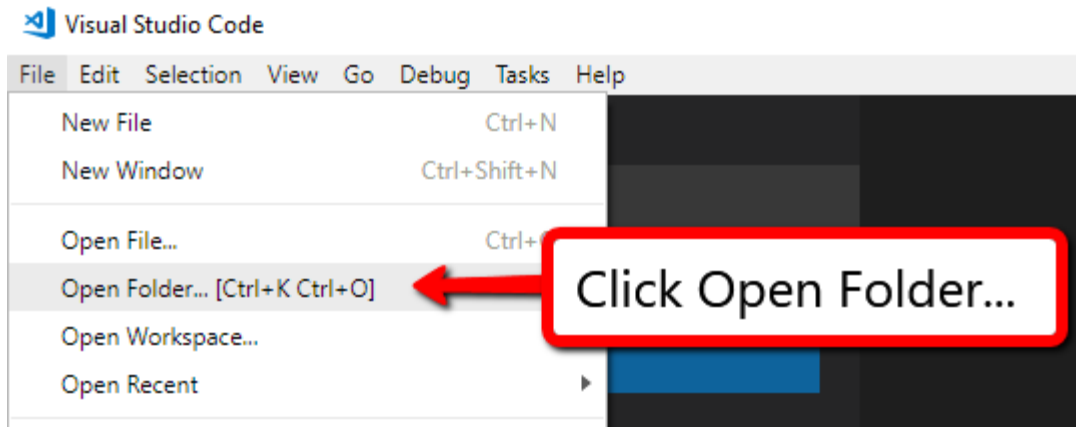 Visual Studio Code
File Edit Selection View Go Debug Tasks Help
New File Ctrl+N
New Window Ctrl+Shift+N
Open File... Ctrl+
Open Folder... [Ctrl+K Ctrl+O]
Click Open Folder...
Open Workspace...
Open Recent